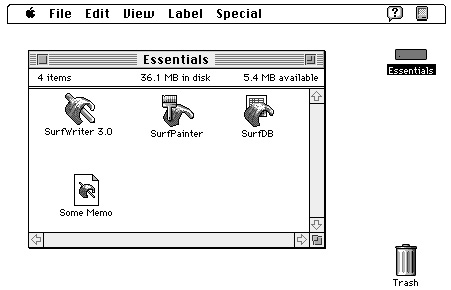 File Edit View Label Special
Essentials
4 items 36.1 MB in disk 5.4 MB available
SurfWriter 3.0 SurfPainter SurfDB
Some Memo
Essentials
Trash